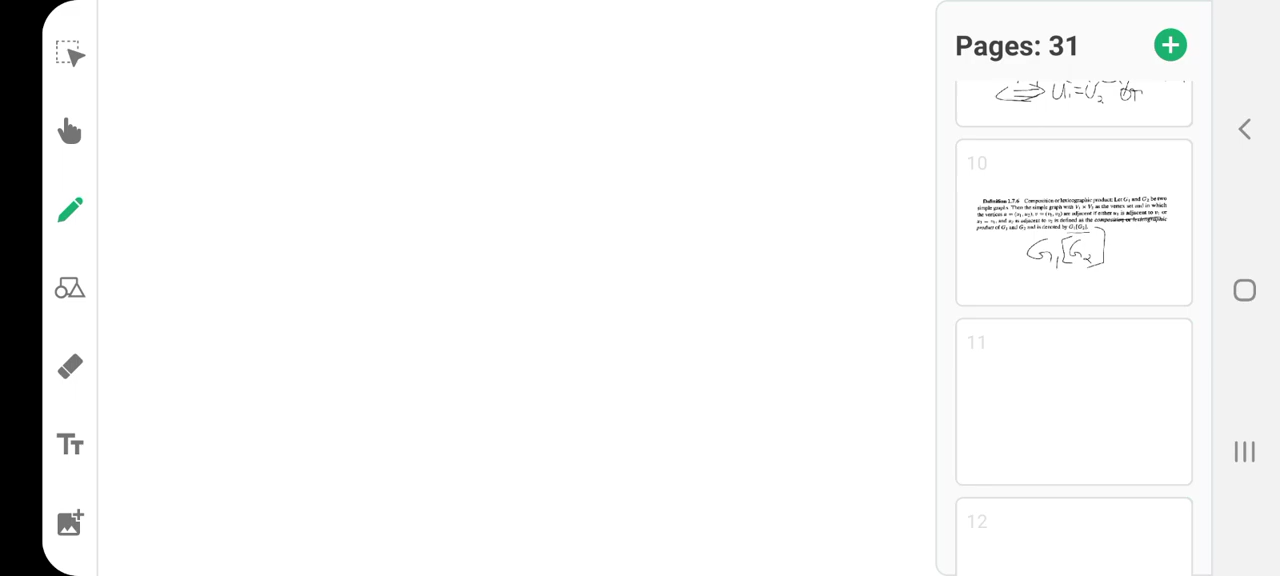 Pages: 31
⇒ U₁=U₂ or
10
Definition 1.7.6 Composition or lexicographic product: Let G₁ and G₂ be two
simple graphs. Then the simple graph with V₁ × V₂ as the vertex set and in which
the vertices u = (u₁, u₂), v = (v₁, v₂) are adjacent if either u₁ is adjacent to v₁ or
u₁ = v₁, and u₂ is adjacent to v₂ is defined as the composition or lexicographic
product of G₁ and G₂ and is denoted by G₁[G₂].
G₁[G₂]
11
12
TT